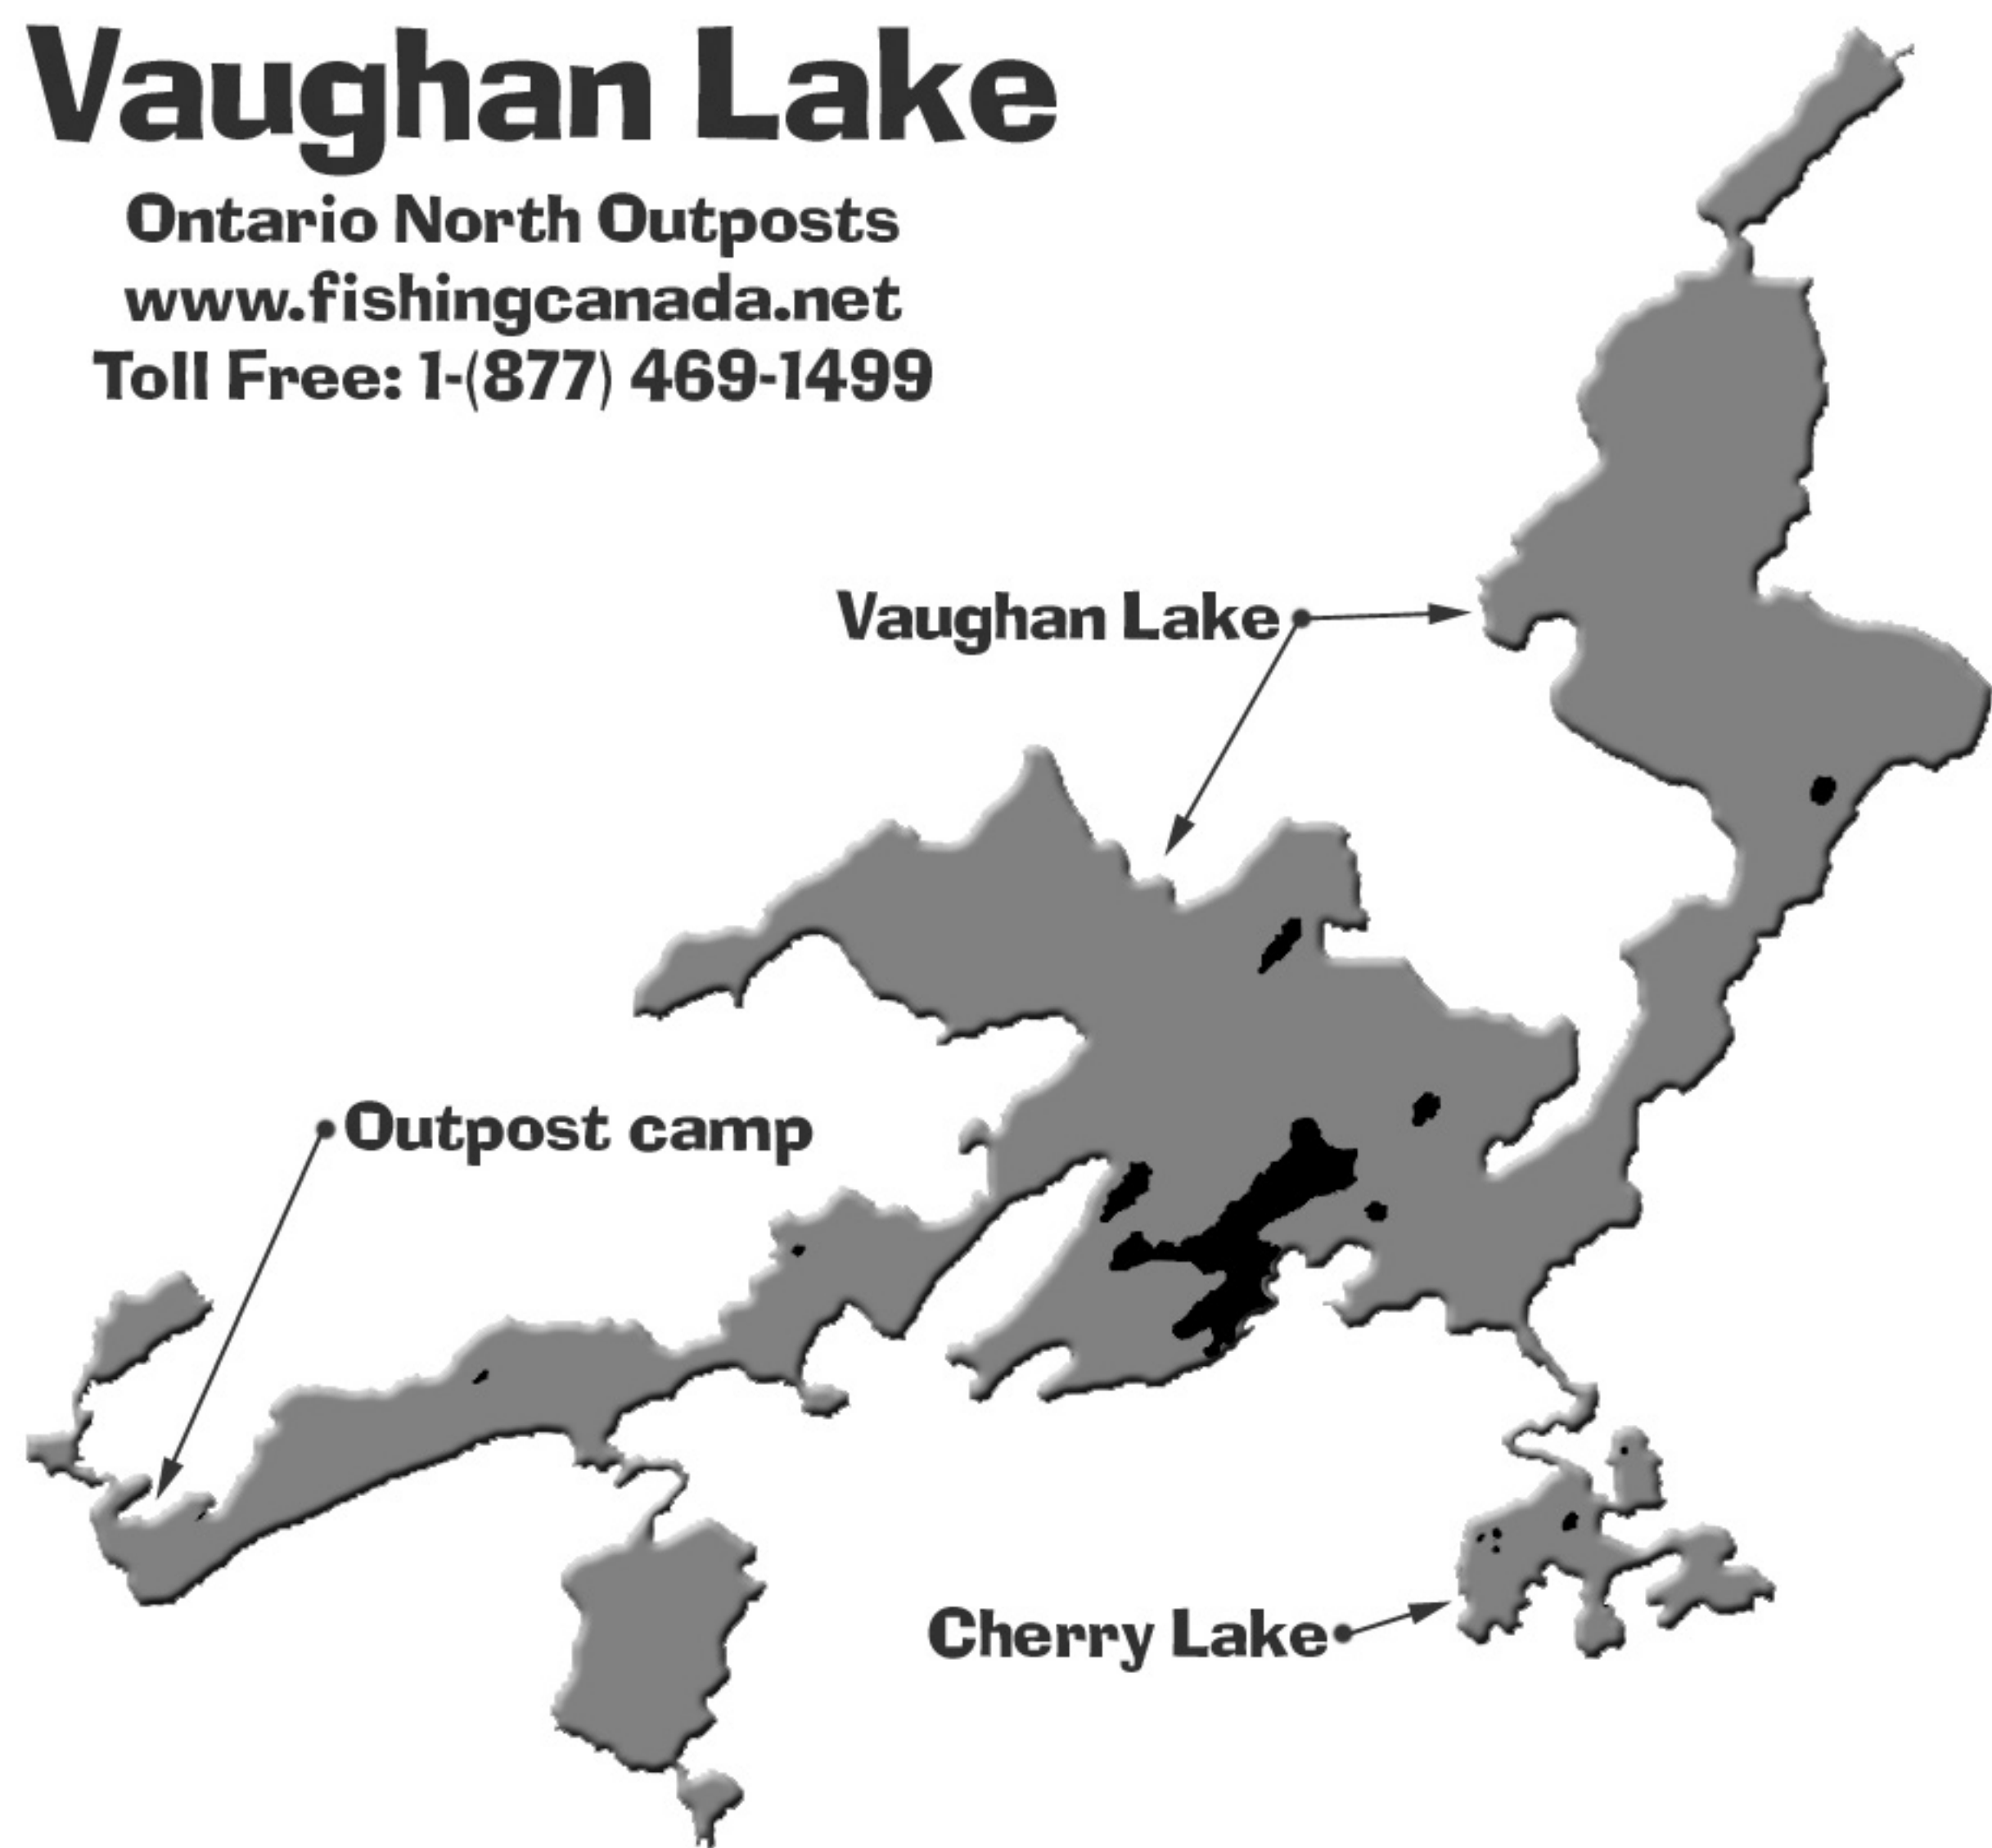 Vaughan Lake
Ontario North Outposts
www.fishingcanada.net
Toll Free: 1-(877) 469-1499
Vaughan Lake
Outpost camp
Cherry Lake